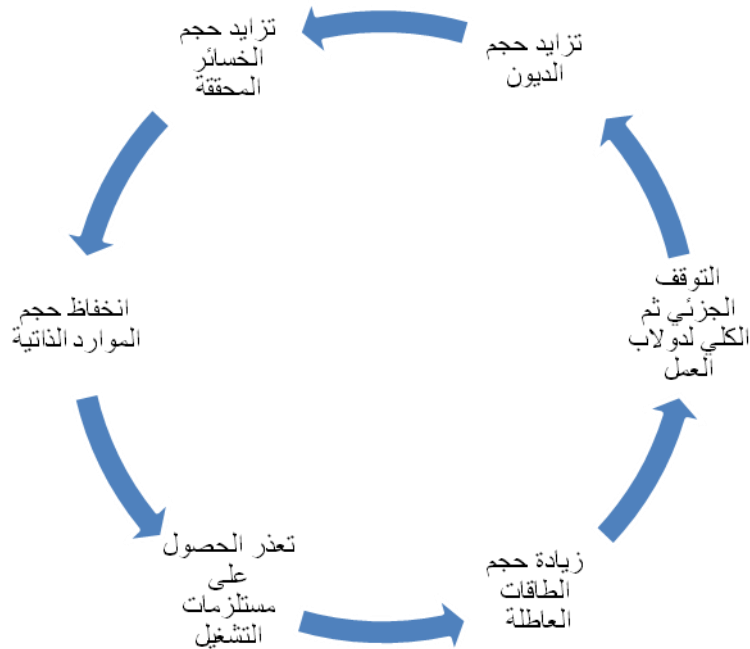 تزايد حجم
الديون
تزايد حجم
الخسائر
المحققة
انخفاظ حجم
الموارد الذاتية
تعذر الحصول
على
مستلزمات
التشغيل
زيادة حجم
الطاقات
العاطلة
التوقف
الجزئي ثم
الكلي لدولاب
العمل